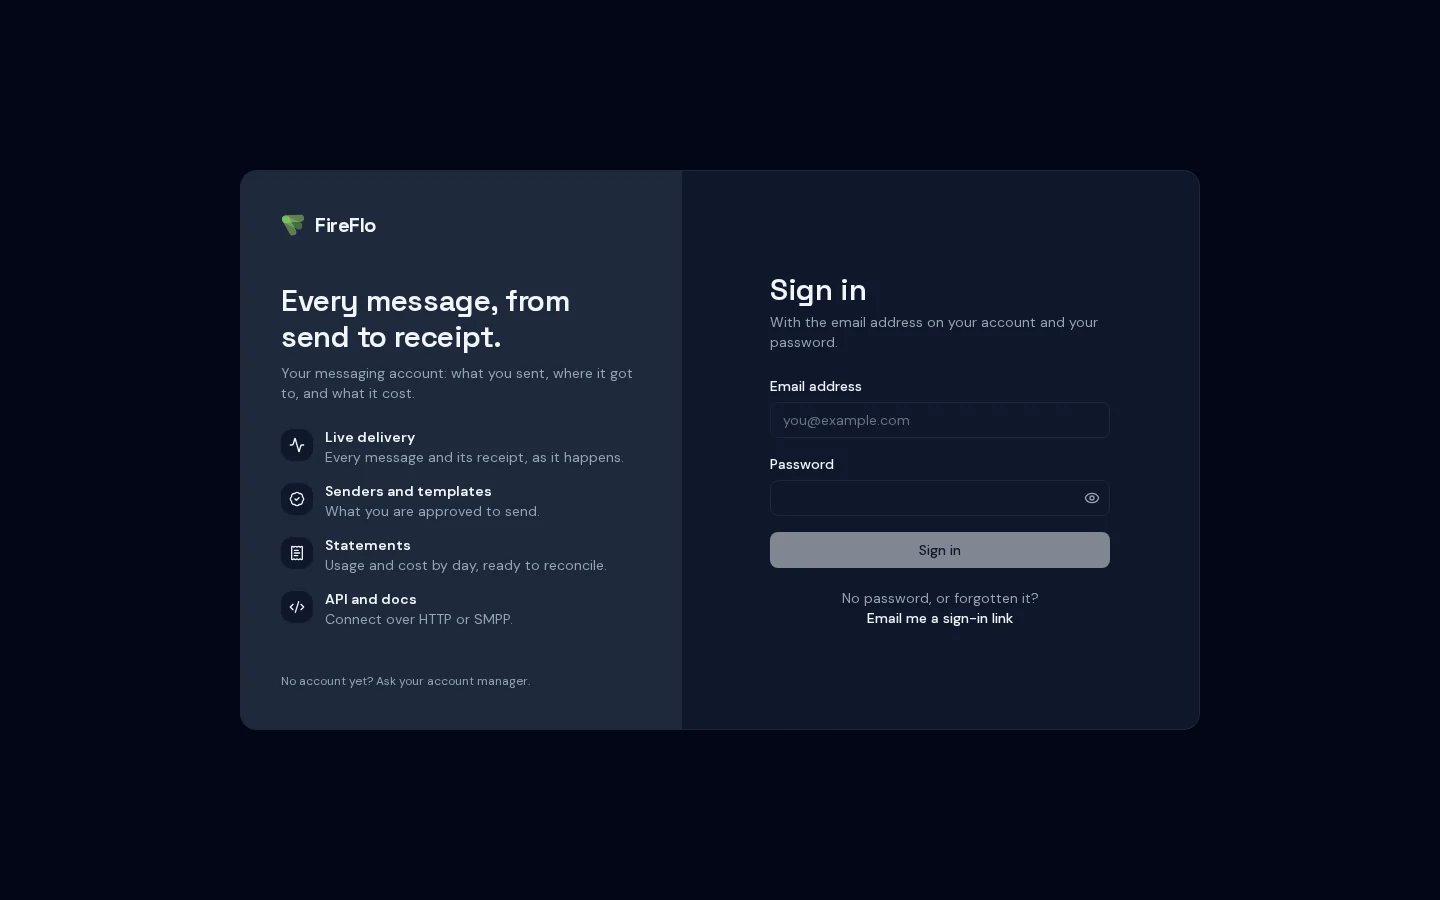 FireFlo
Every message, from
send to receipt.
Your messaging account: what you sent, where it got
to, and what it cost.
Live delivery
Every message and its receipt, as it happens.
Senders and templates
What you are approved to send.
Statements
Usage and cost by day, ready to reconcile.
API and docs
Connect over HTTP or SMPP.
No account yet? Ask your account manager.
Sign in
With the email address on your account and your
password.
Email address
you@example.com
Password
Sign in
No password, or forgotten it?
Email me a sign-in link